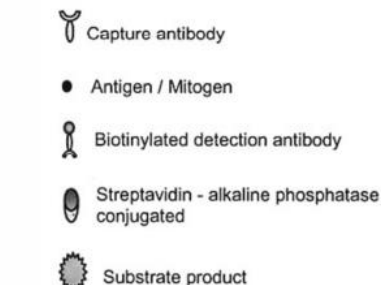 Capture antibody
Antigen / Mitogen
Biotinylated detection antibody
Streptavidin - alkaline phosphatase
conjugated
Substrate product